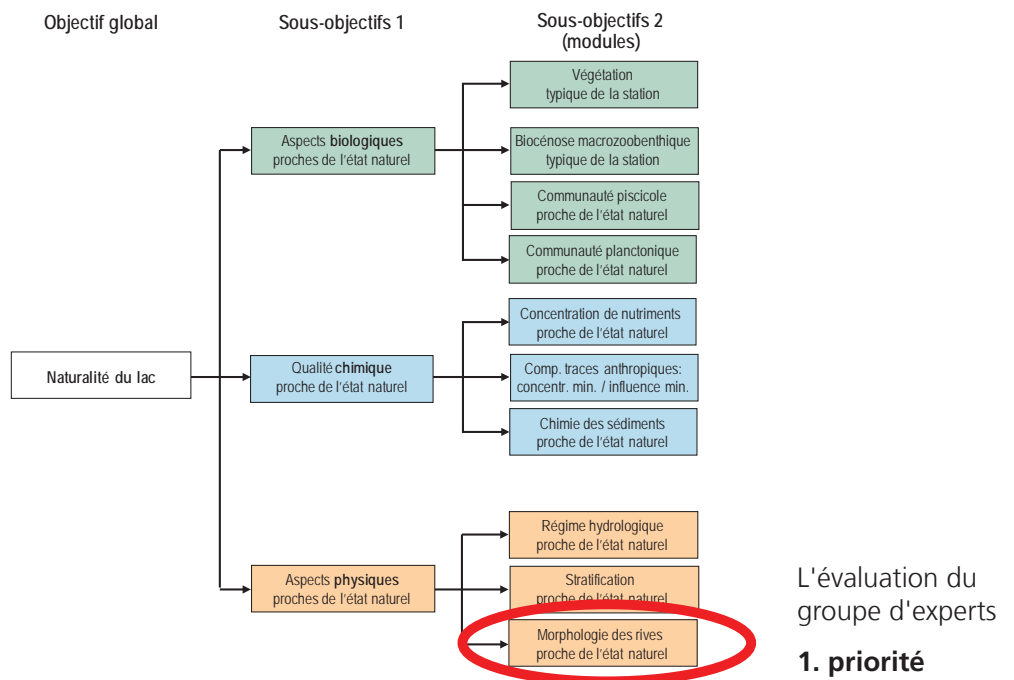 Objectif global
Sous-objectifs 1
Sous-objectifs 2
(modules)
Végétation
typique de la station
Aspects biologiques
proches de l'état naturel
Biocénose macrozoobenthique
typique de la station
Communauté piscicole
proche de l'état naturel
Communauté planctonique
proche de l'état naturel
Concentration de nutriments
proche de l'état naturel
Naturalité du lac
Qualité chimique
proche de l'état naturel
Comp. traces anthropiques:
concentr. min. / influence min.
Chimie des sédiments
proche de l'état naturel
Régime hydrologique
proche de l'état naturel
Aspects physiques
proches de l'état naturel
Stratification
proche de l'état naturel
Morphologie des rives
proche de l'état naturel
L'évaluation du
groupe d'experts
1. priorité